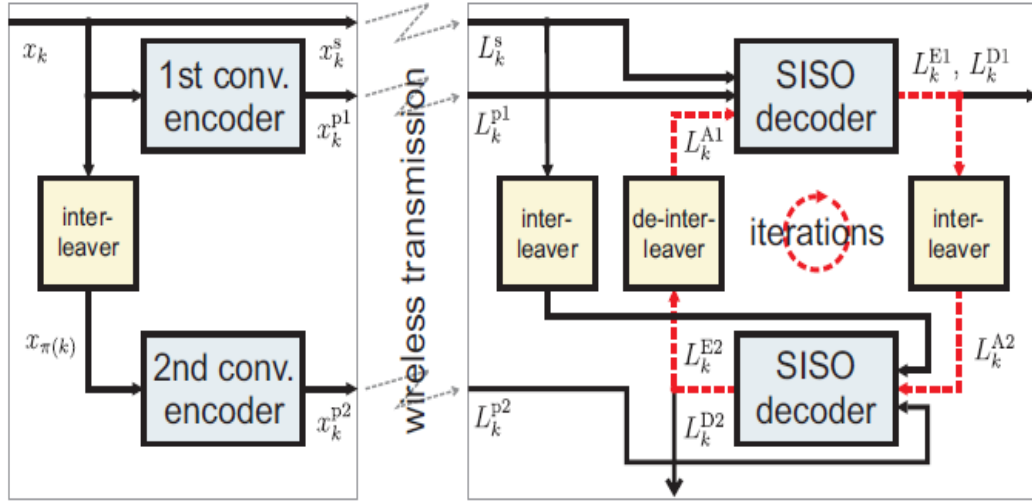 x_k
1st conv.
encoder
x_k^s
x_k^{p1}
inter-
leaver
x_{π(k)}
2nd conv.
encoder
x_k^{p2}
wireless transmission
L_k^s
L_k^{p1}
L_k^{A1}
SISO
decoder
L_k^{E1}, L_k^{D1}
inter-
leaver
de-inter-
leaver
iterations
inter-
leaver
L_k^{E2}
L_k^{A2}
SISO
decoder
L_k^{p2}
L_k^{D2}